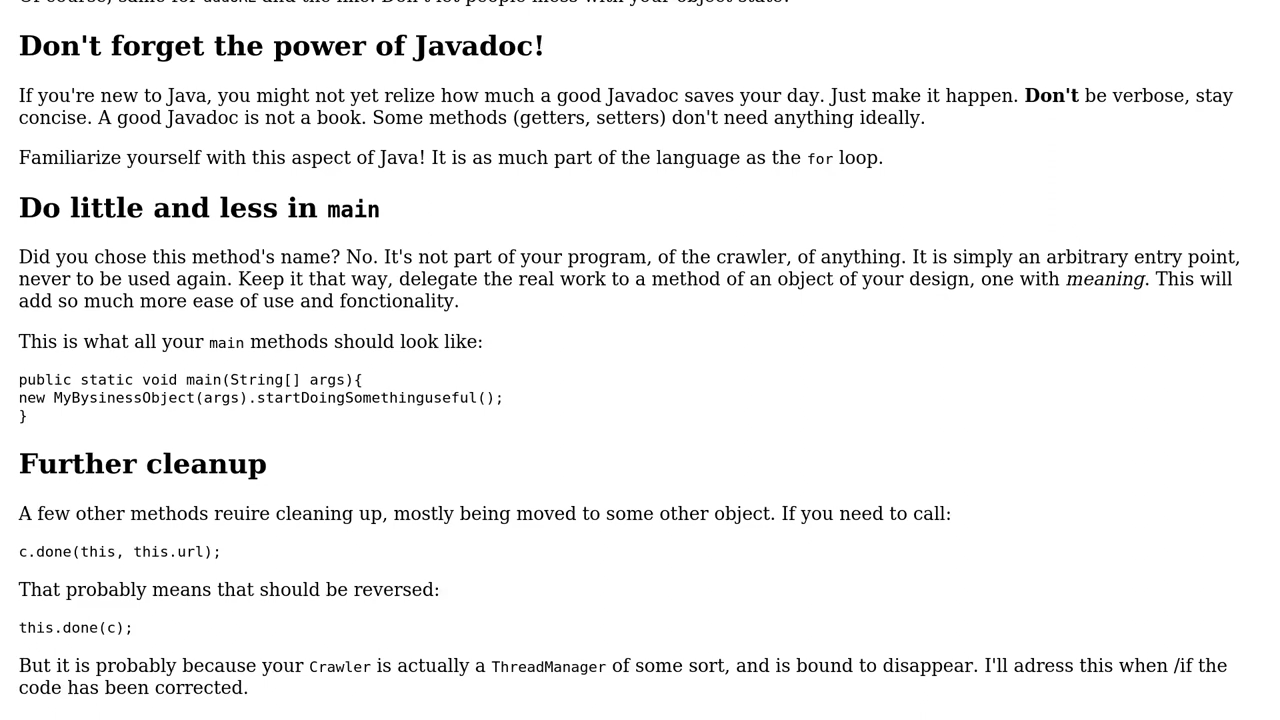 Don't forget the power of Javadoc!
If you're new to Java, you might not yet relize how much a good Javadoc saves your day. Just make it happen. Don't be verbose, stay
concise. A good Javadoc is not a book. Some methods (getters, setters) don't need anything ideally.
Familiarize yourself with this aspect of Java! It is as much part of the language as the for loop.
Do little and less in main
Did you chose this method's name? No. It's not part of your program, of the crawler, of anything. It is simply an arbitrary entry point,
never to be used again. Keep it that way, delegate the real work to a method of an object of your design, one with meaning. This will
add so much more ease of use and fonctionality.
This is what all your main methods should look like:
public static void main(String[] args){
new MyBysinessObject(args).startDoingSomethinguseful();
}
Further cleanup
A few other methods reuire cleaning up, mostly being moved to some other object. If you need to call:
c.done(this, this.url);
That probably means that should be reversed:
this.done(c);
But it is probably because your Crawler is actually a ThreadManager of some sort, and is bound to disappear. I'll adress this when /if the
code has been corrected.